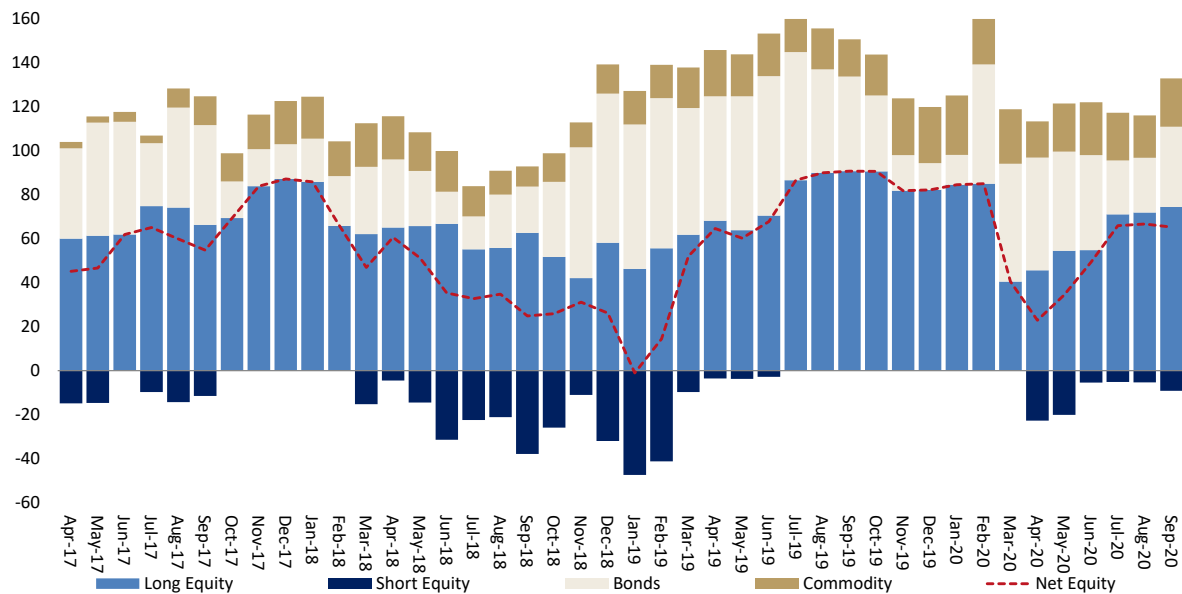 160
140
120
100
80
60
40
20
0
-20
-40
-60
Apr-17
May-17
Jun-17
Jul-17
Aug-17
Sep-17
Oct-17
Nov-17
Dec-17
Jan-18
Feb-18
Mar-18
Apr-18
May-18
Jun-18
Jul-18
Aug-18
Sep-18
Oct-18
Nov-18
Dec-18
Jan-19
Feb-19
Mar-19
Apr-19
May-19
Jun-19
Jul-19
Aug-19
Sep-19
Oct-19
Nov-19
Dec-19
Jan-20
Feb-20
Mar-20
Apr-20
May-20
Jun-20
Jul-20
Aug-20
Sep-20
Long Equity Short Equity Bonds Commodity Net Equity